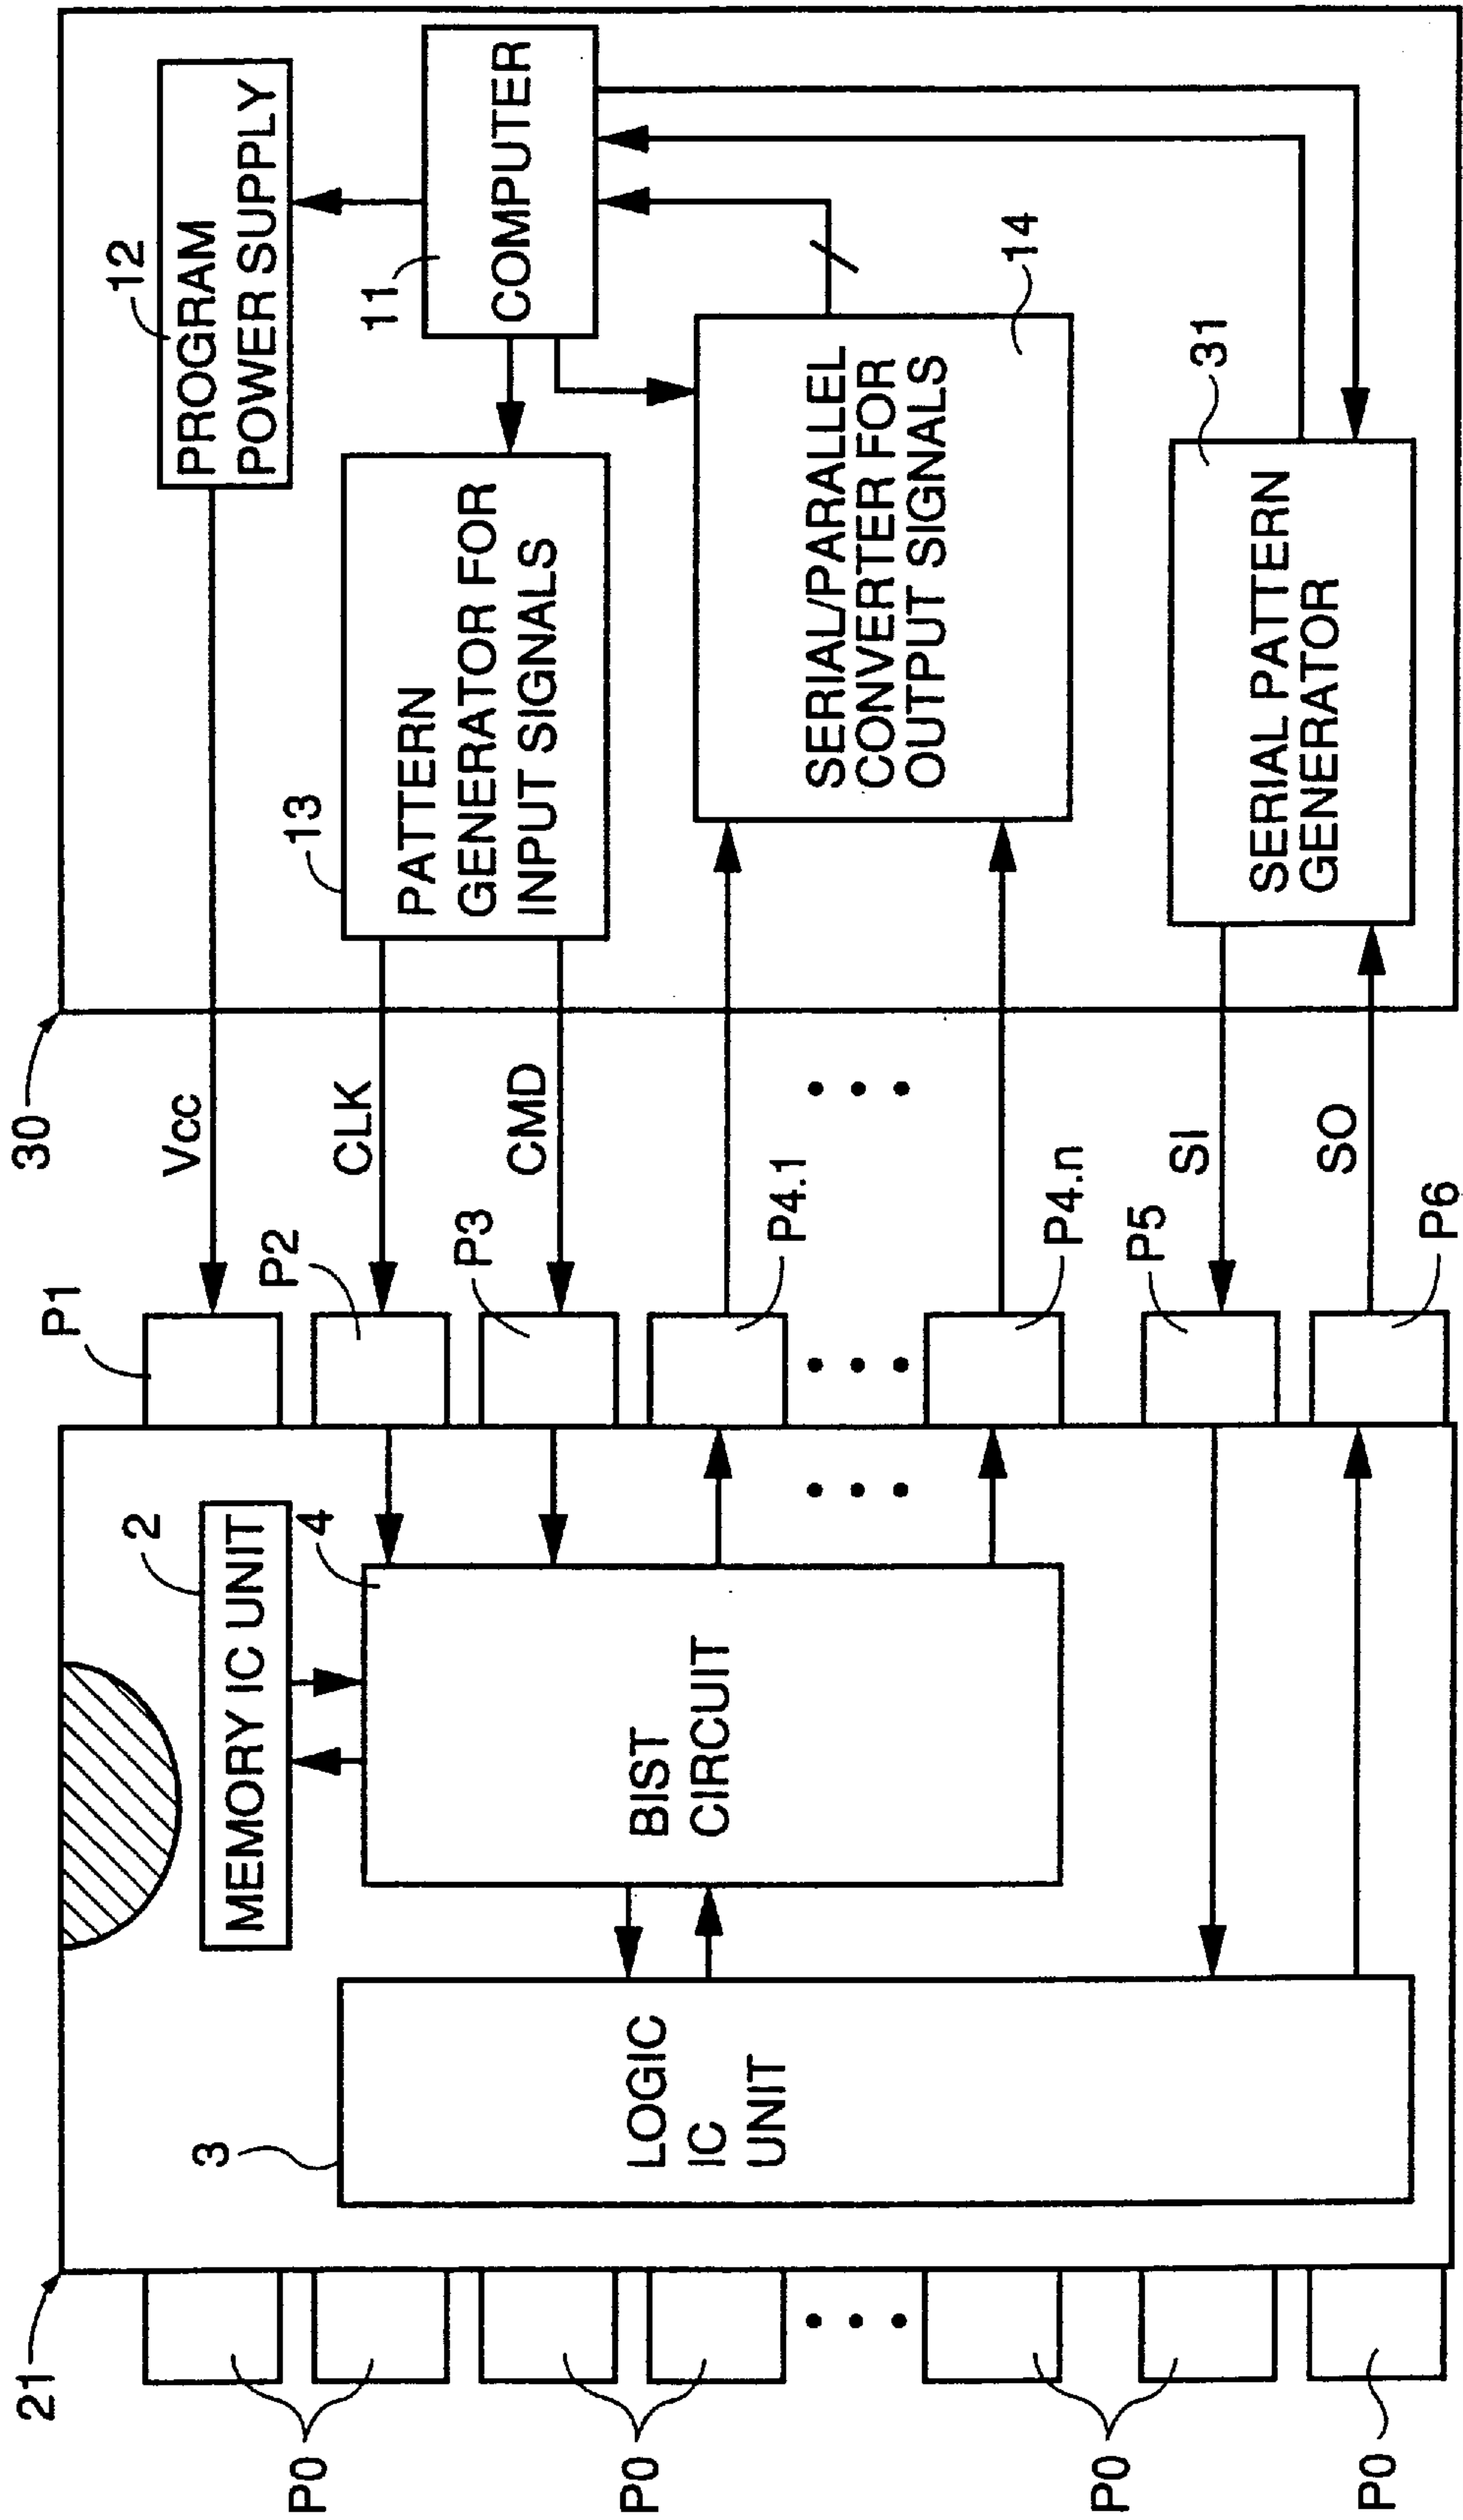 21
30
P0
P0
P0
P0
3
LOGIC
IC
UNIT
2
MEMORY IC UNIT
4
BIST
CIRCUIT
P1
P2
P3
P4.1
P4.n
P5
P6
Vcc
CLK
CMD
SI
SO
12
PROGRAM
POWER SUPPLY
11
COMPUTER
13
PATTERN
GENERATOR FOR
INPUT SIGNALS
14
SERIAL/PARALLEL
CONVERTER FOR
OUTPUT SIGNALS
31
SERIAL PATTERN
GENERATOR